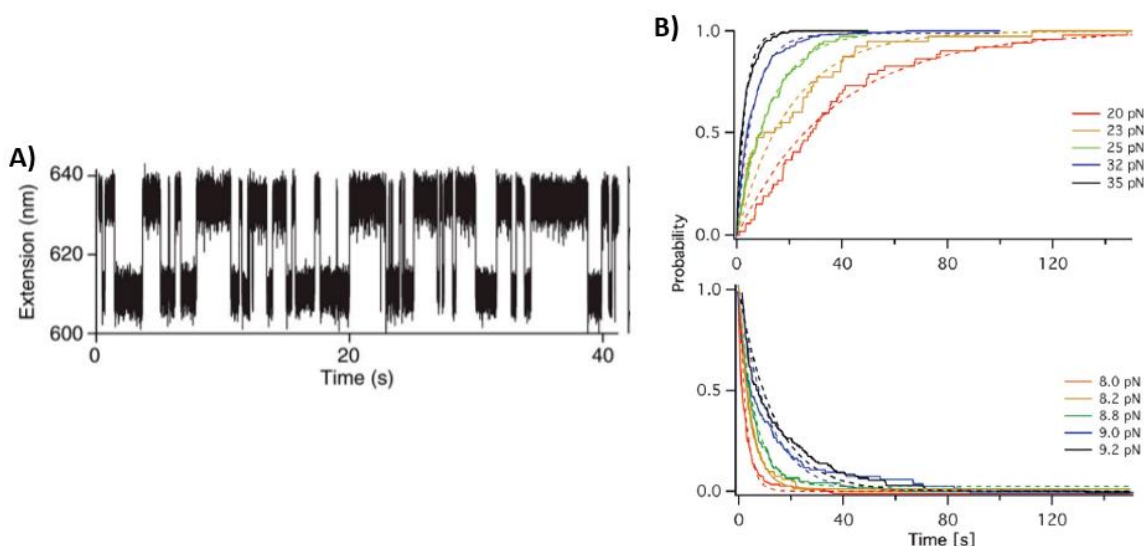 A)
640
620
600
Extension (nm)
0
20
40
Time (s)
B)
1.0
0.5
0.0
Probability
20 pN
23 pN
25 pN
32 pN
35 pN
0
40
80
120
1.0
0.5
0.0
8.0 pN
8.2 pN
8.8 pN
9.0 pN
9.2 pN
0
40
80
120
Time [s]